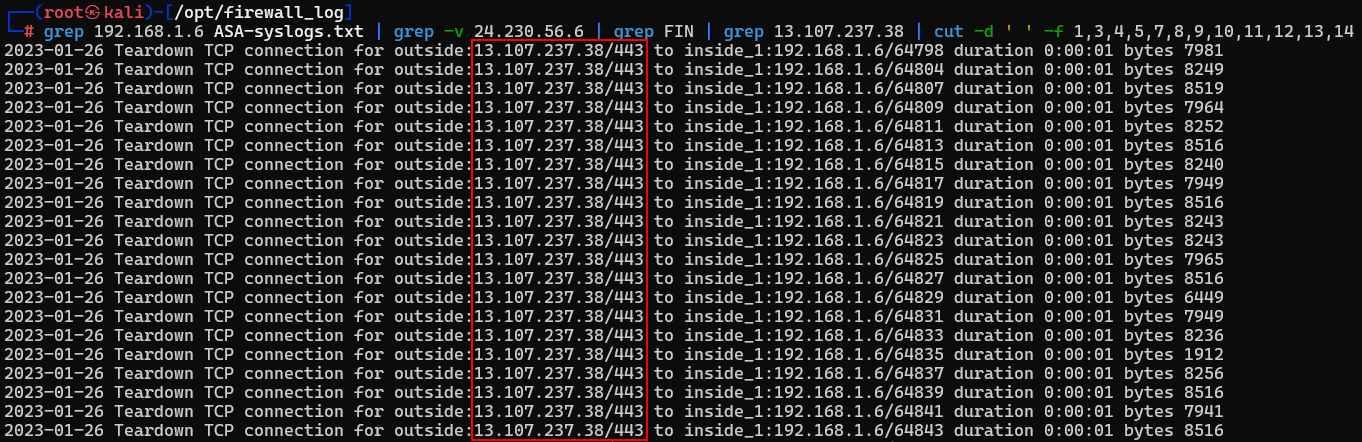 ┌──(root㉿kali)-[/opt/firewall_log]
└─# grep 192.168.1.6 ASA-syslogs.txt | grep -v 24.230.56.6 | grep FIN | grep 13.107.237.38 | cut -d ' ' -f 1,3,4,5,7,8,9,10,11,12,13,14
2023-01-26 Teardown TCP connection for outside:13.107.237.38/443 to inside_1:192.168.1.6/64798 duration 0:00:01 bytes 7981
2023-01-26 Teardown TCP connection for outside:13.107.237.38/443 to inside_1:192.168.1.6/64804 duration 0:00:01 bytes 8249
2023-01-26 Teardown TCP connection for outside:13.107.237.38/443 to inside_1:192.168.1.6/64807 duration 0:00:01 bytes 8519
2023-01-26 Teardown TCP connection for outside:13.107.237.38/443 to inside_1:192.168.1.6/64809 duration 0:00:01 bytes 7964
2023-01-26 Teardown TCP connection for outside:13.107.237.38/443 to inside_1:192.168.1.6/64811 duration 0:00:01 bytes 8252
2023-01-26 Teardown TCP connection for outside:13.107.237.38/443 to inside_1:192.168.1.6/64813 duration 0:00:01 bytes 8516
2023-01-26 Teardown TCP connection for outside:13.107.237.38/443 to inside_1:192.168.1.6/64815 duration 0:00:01 bytes 8240
2023-01-26 Teardown TCP connection for outside:13.107.237.38/443 to inside_1:192.168.1.6/64817 duration 0:00:01 bytes 7949
2023-01-26 Teardown TCP connection for outside:13.107.237.38/443 to inside_1:192.168.1.6/64819 duration 0:00:01 bytes 8516
2023-01-26 Teardown TCP connection for outside:13.107.237.38/443 to inside_1:192.168.1.6/64821 duration 0:00:01 bytes 8243
2023-01-26 Teardown TCP connection for outside:13.107.237.38/443 to inside_1:192.168.1.6/64823 duration 0:00:01 bytes 8243
2023-01-26 Teardown TCP connection for outside:13.107.237.38/443 to inside_1:192.168.1.6/64825 duration 0:00:01 bytes 7965
2023-01-26 Teardown TCP connection for outside:13.107.237.38/443 to inside_1:192.168.1.6/64827 duration 0:00:01 bytes 8516
2023-01-26 Teardown TCP connection for outside:13.107.237.38/443 to inside_1:192.168.1.6/64829 duration 0:00:01 bytes 6449
2023-01-26 Teardown TCP connection for outside:13.107.237.38/443 to inside_1:192.168.1.6/64831 duration 0:00:01 bytes 7949
2023-01-26 Teardown TCP connection for outside:13.107.237.38/443 to inside_1:192.168.1.6/64833 duration 0:00:01 bytes 8236
2023-01-26 Teardown TCP connection for outside:13.107.237.38/443 to inside_1:192.168.1.6/64835 duration 0:00:01 bytes 1912
2023-01-26 Teardown TCP connection for outside:13.107.237.38/443 to inside_1:192.168.1.6/64837 duration 0:00:01 bytes 8256
2023-01-26 Teardown TCP connection for outside:13.107.237.38/443 to inside_1:192.168.1.6/64839 duration 0:00:01 bytes 8516
2023-01-26 Teardown TCP connection for outside:13.107.237.38/443 to inside_1:192.168.1.6/64841 duration 0:00:01 bytes 7941
2023-01-26 Teardown TCP connection for outside:13.107.237.38/443 to inside_1:192.168.1.6/64843 duration 0:00:01 bytes 8516